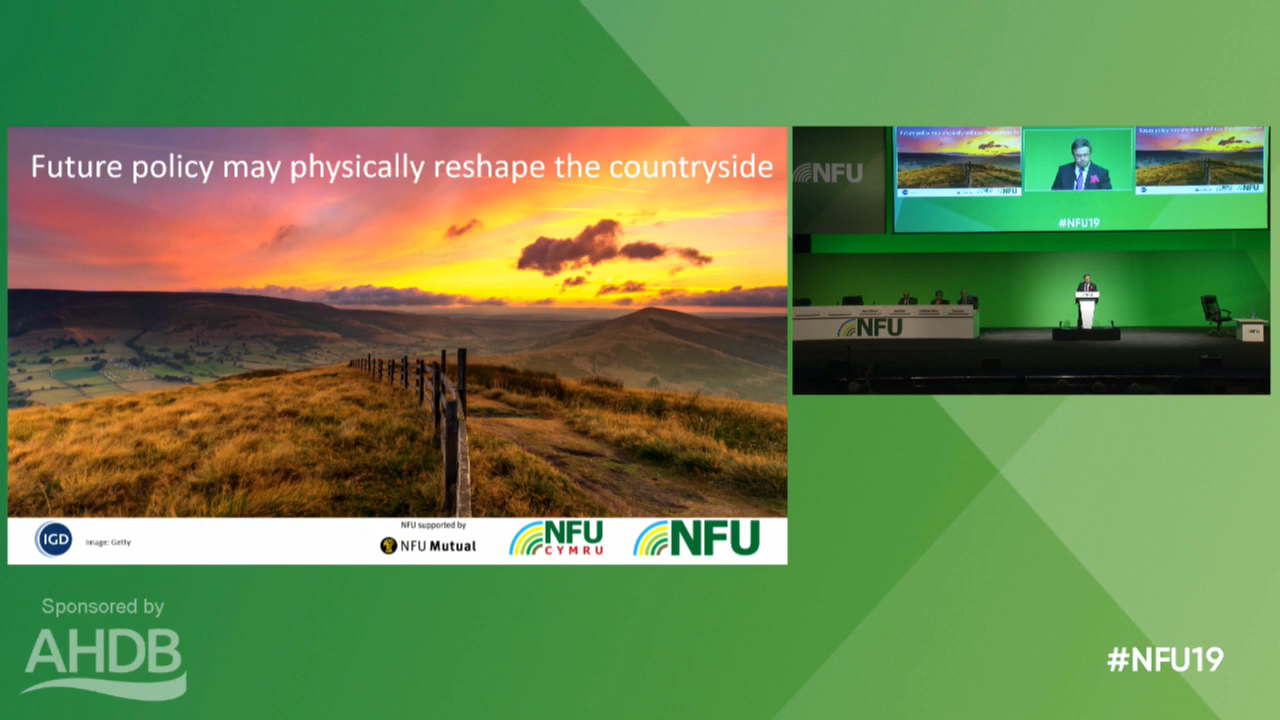 Future policy may physically reshape the countryside
IGD
Image: Getty
NFU supported by
NFU Mutual
NFU
CYMRU
NFU
NFU
#NFU19
NFU
Sponsored by
AHDB
#NFU19